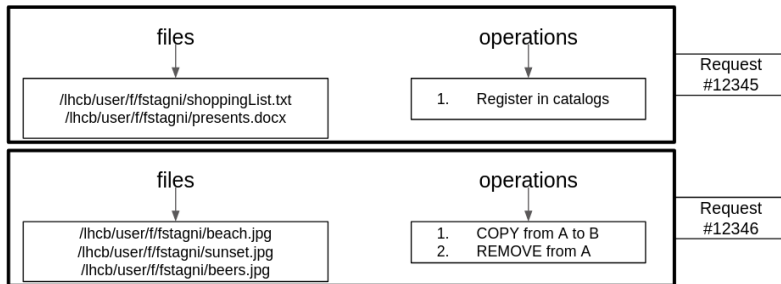 files
operations
/lhcb/user/f/fstagni/shoppingList.txt
/lhcb/user/f/fstagni/presents.docx
1. Register in catalogs
Request
#12345
files
operations
/lhcb/user/f/fstagni/beach.jpg
/lhcb/user/f/fstagni/sunset.jpg
/lhcb/user/f/fstagni/beers.jpg
1. COPY from A to B
2. REMOVE from A
Request
#12346